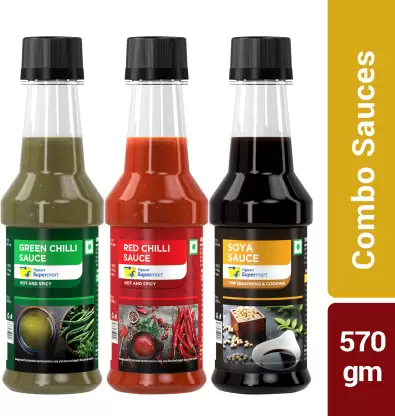 GREEN CHILLI
SAUCE
Flipkart
Supermart
HOT AND SPICY
RED CHILLI
SAUCE
Flipkart
Supermart
HOT AND SPICY
SOYA
SAUCE
Flipkart
Supermart
FOR SEASONING & COOKING
Combo Sauces
570
gm